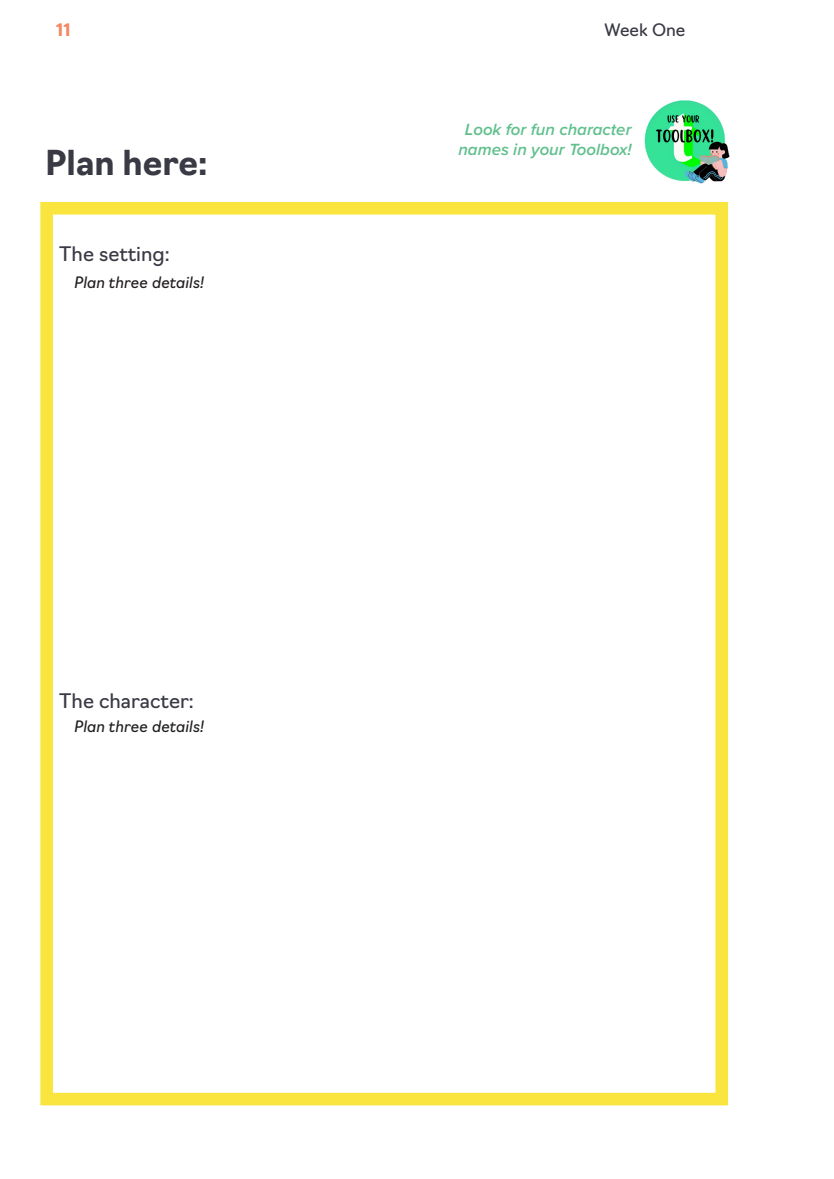 11
Week One
Look for fun character
names in your Toolbox!
USE YOUR
TOOLBOX!
Plan here:
The setting:
Plan three details!
The character:
Plan three details!